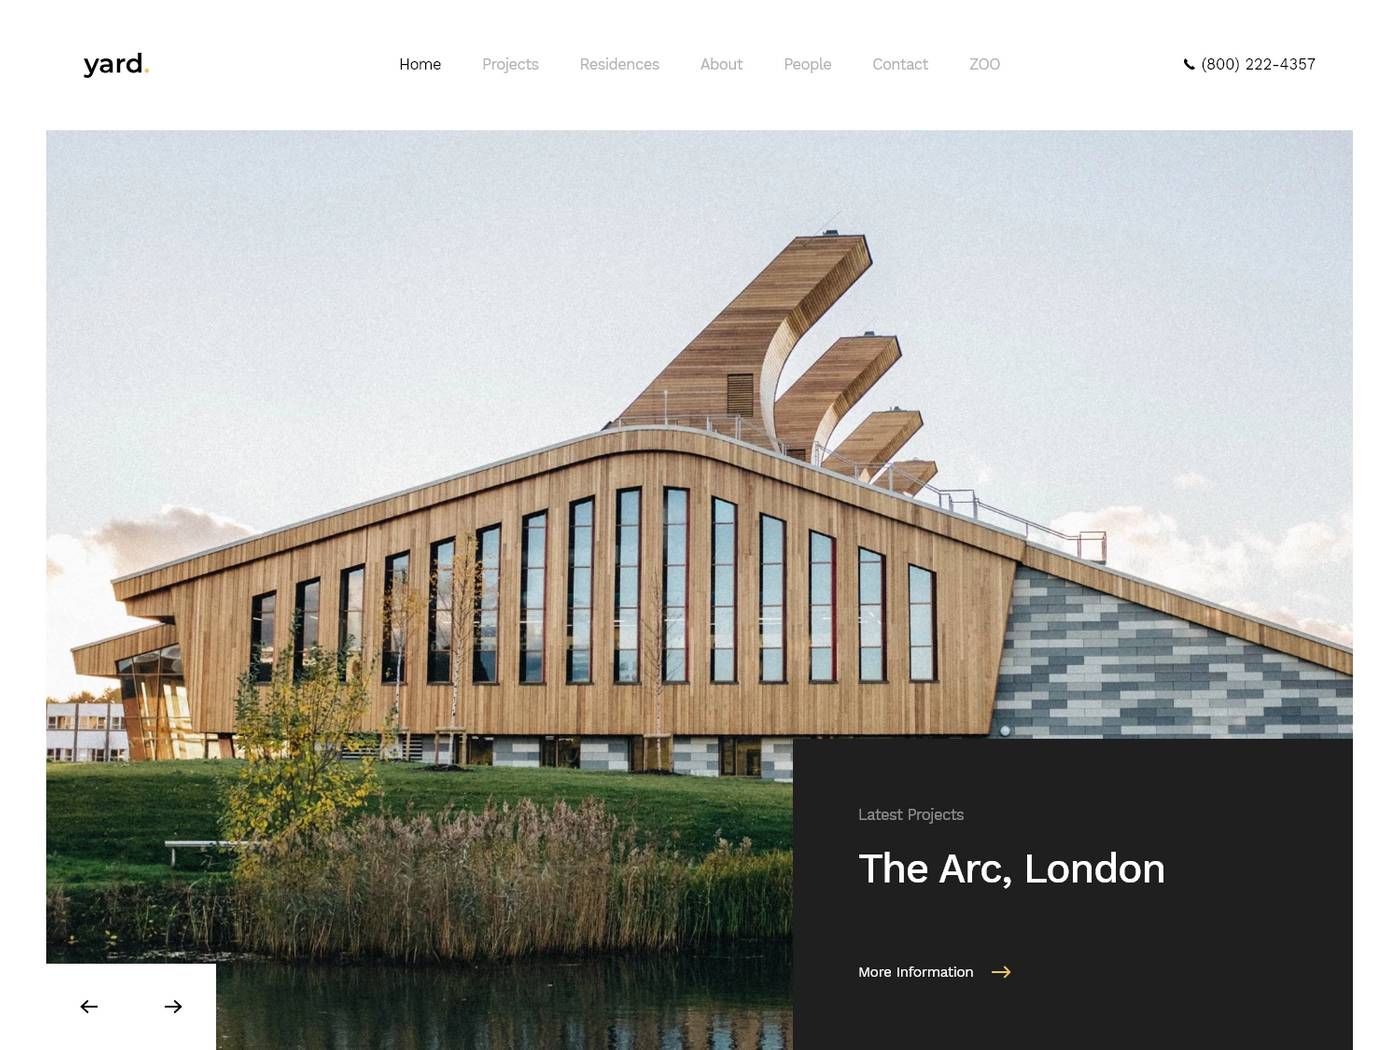 yard.
Home Projects Residences About People Contact ZOO
(800) 222-4357
Latest Projects
The Arc, London
More Information